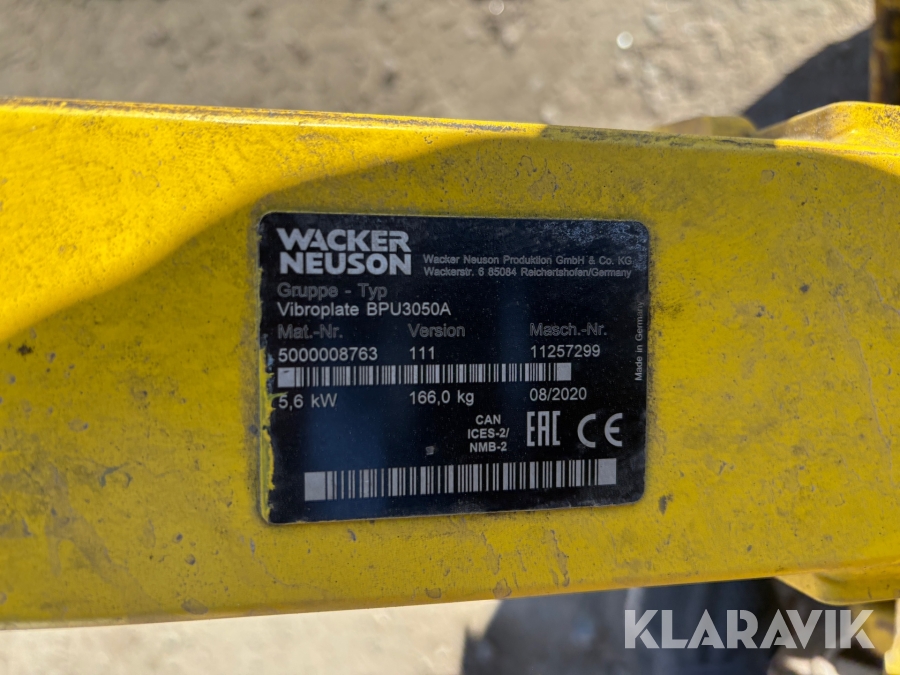 WACKER
NEUSON
Wacker Neuson Produktion GmbH & Co. KG
Wackerstr. 6 85084 Reichertshofen/Germany
Gruppe - Typ
Vibroplate BPU3050A
Mat.-Nr. Version Masch.-Nr.
5000008763 111 11257299
5,6 kW 166,0 kg 08/2020
CAN
ICES-2/
NMB-2
EAC CE
Made in Germany
KLARAVIK